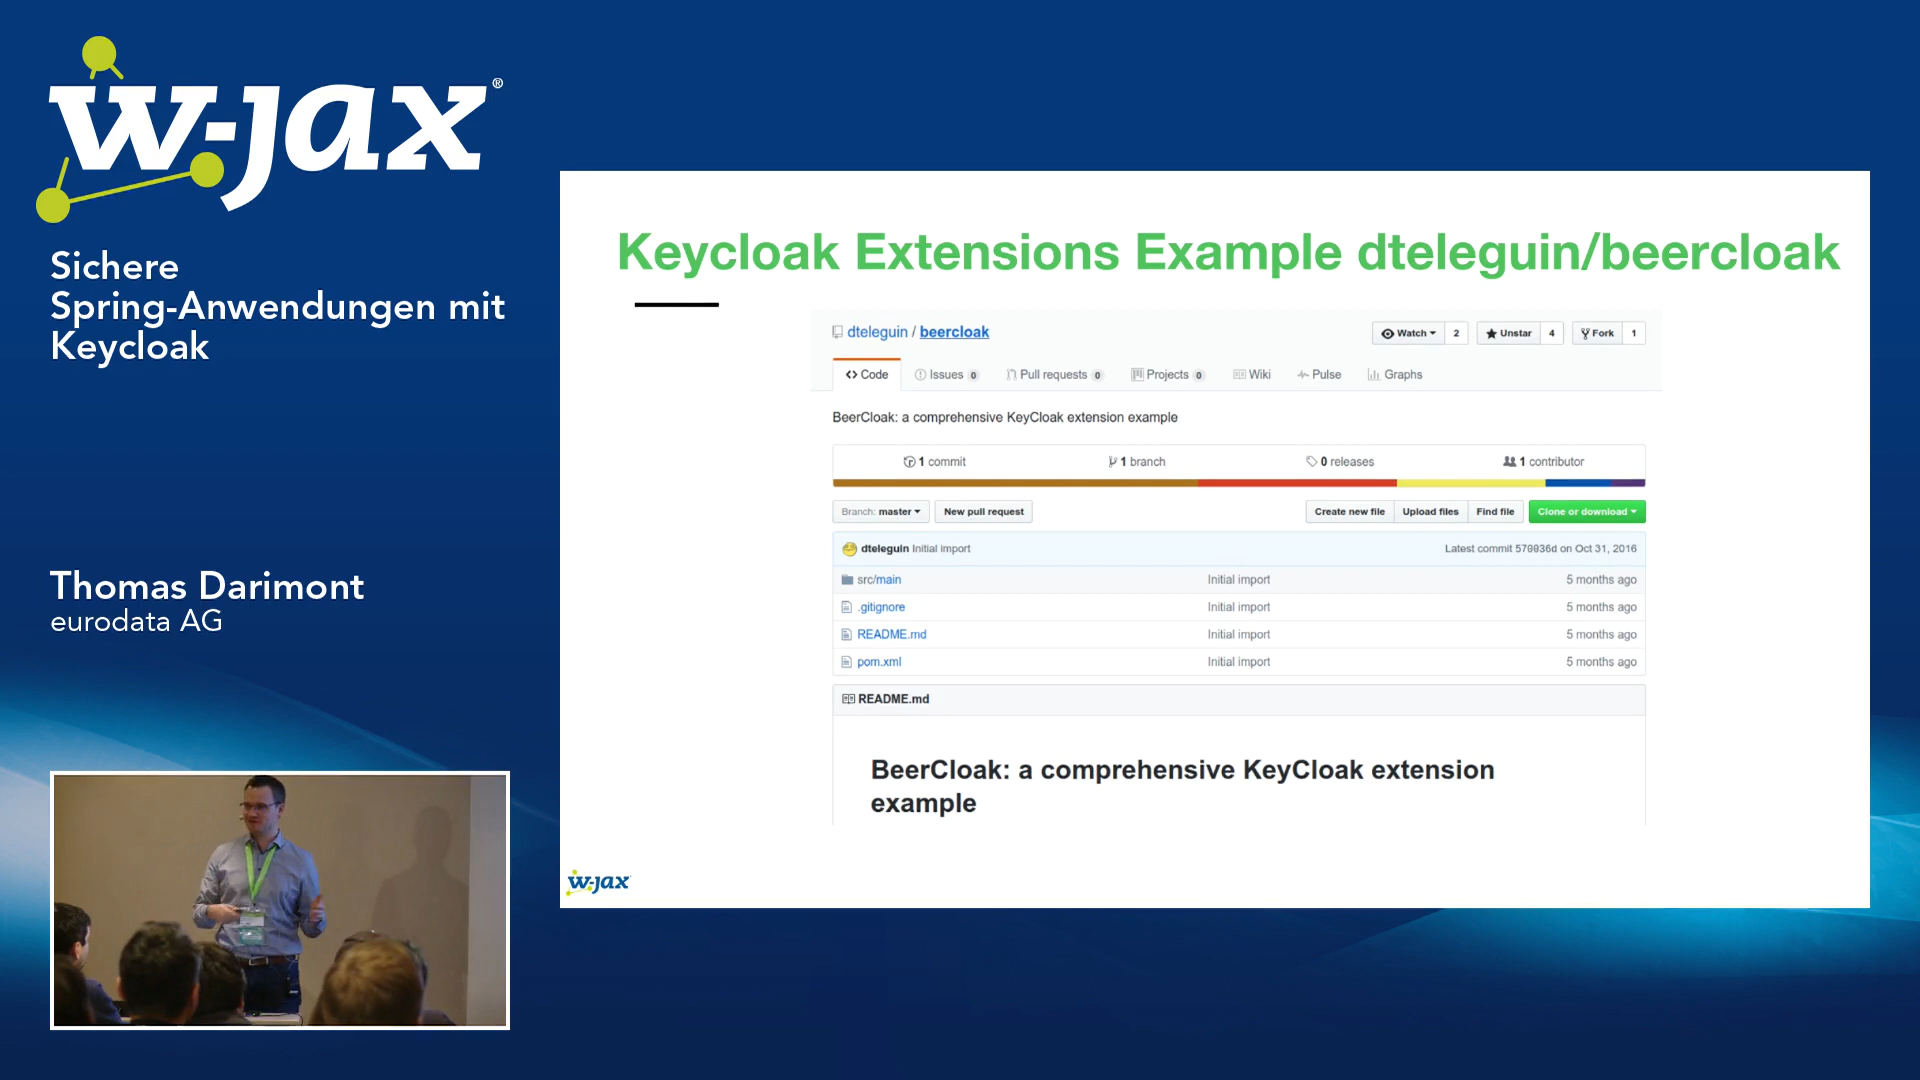 w-jax®
Sichere
Spring-Anwendungen mit
Keycloak
Thomas Darimont
eurodata AG
Keycloak Extensions Example dteleguin/beercloak
dteleguin / beercloak
Watch 2 Unstar 4 Fork 1
Code Issues 0 Pull requests 0 Projects 0 Wiki Pulse Graphs
BeerCloak: a comprehensive KeyCloak extension example
1 commit 1 branch 0 releases 1 contributor
Branch: master New pull request Create new file Upload files Find file Clone or download
dteleguin Initial import Latest commit 570036d on Oct 31, 2016
src/main Initial import 5 months ago
.gitignore Initial import 5 months ago
README.md Initial import 5 months ago
pom.xml Initial import 5 months ago
README.md
BeerCloak: a comprehensive KeyCloak extension
example
w-jax